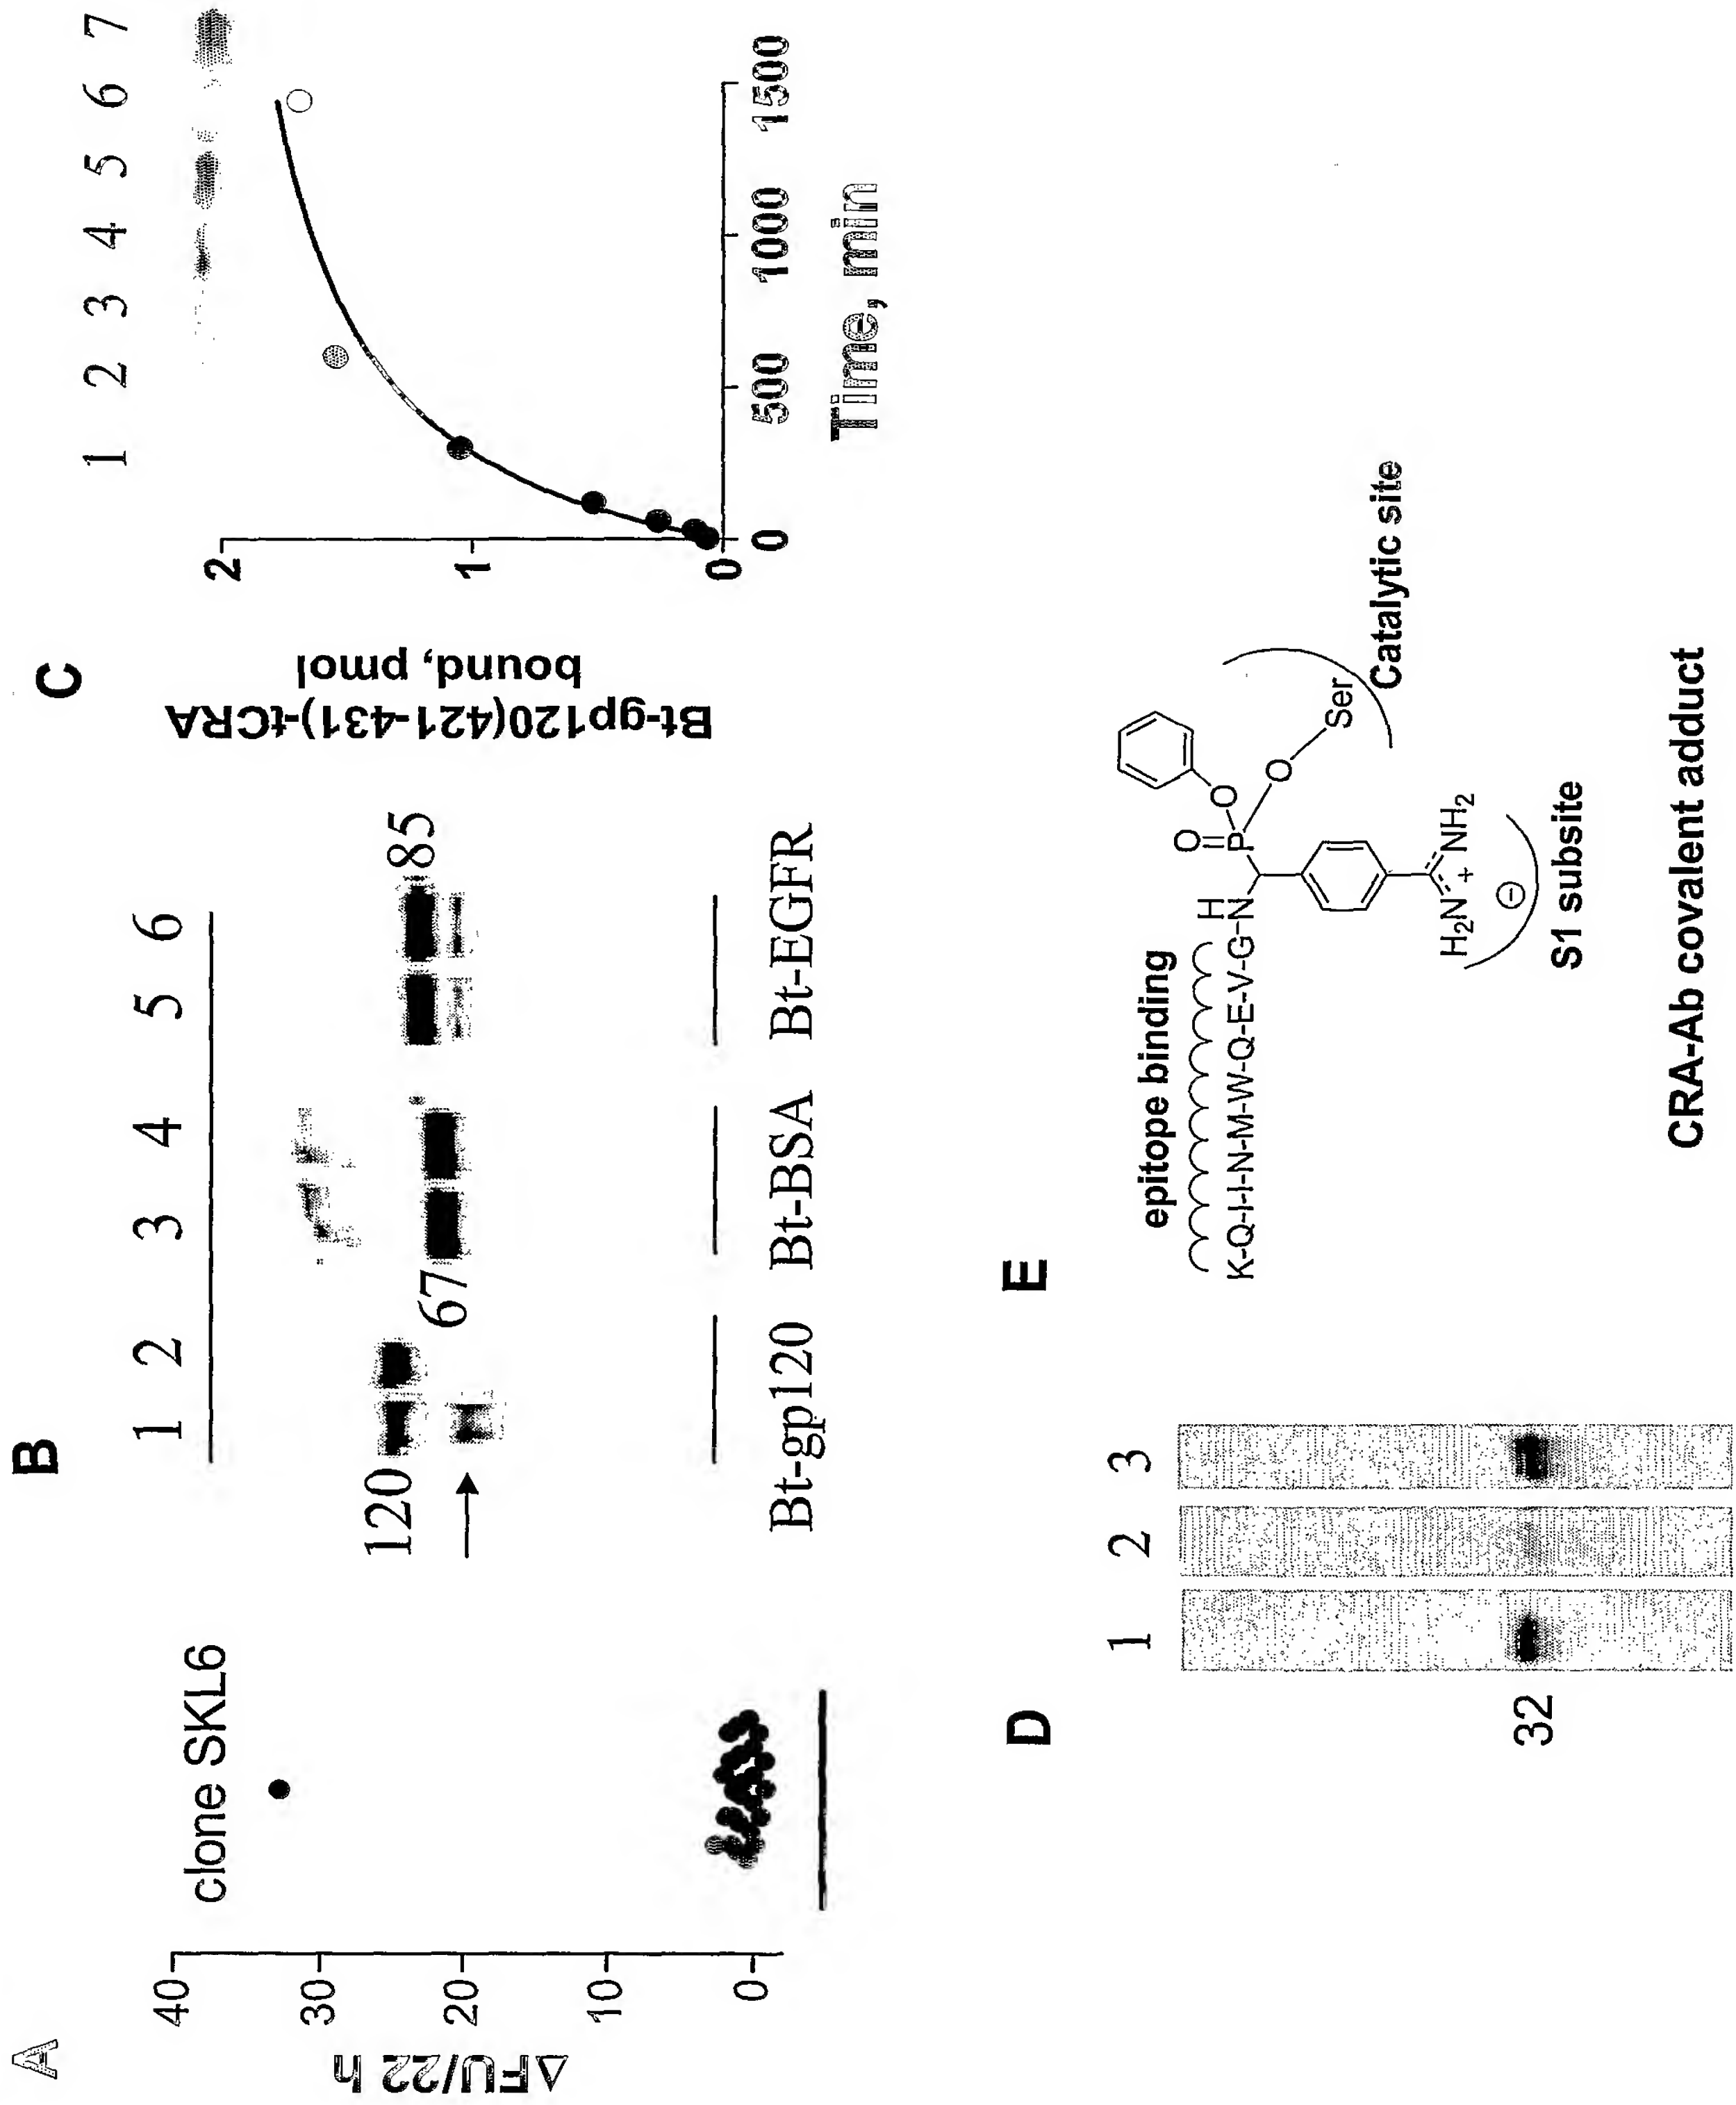 A
ΔFU/22 h
40
30
20
10
0
clone SKL6
B
1 2 3 4 5 6
120
67
85
Bt-gp120 Bt-BSA Bt-EGFR
C
Bt-gp120(421-431)-tCRA
bound, pmol
1 2 3 4 5 6 7
2
1
0
0 500 1000 1500
Time, min
D
1 2 3
32
E
epitope binding
K-Q-I-I-N-M-W-Q-E-V-G-N
H
O
P
O
O
Ser
Catalytic site
H2N + NH2
⊖
S1 subsite
CRA-Ab covalent adduct